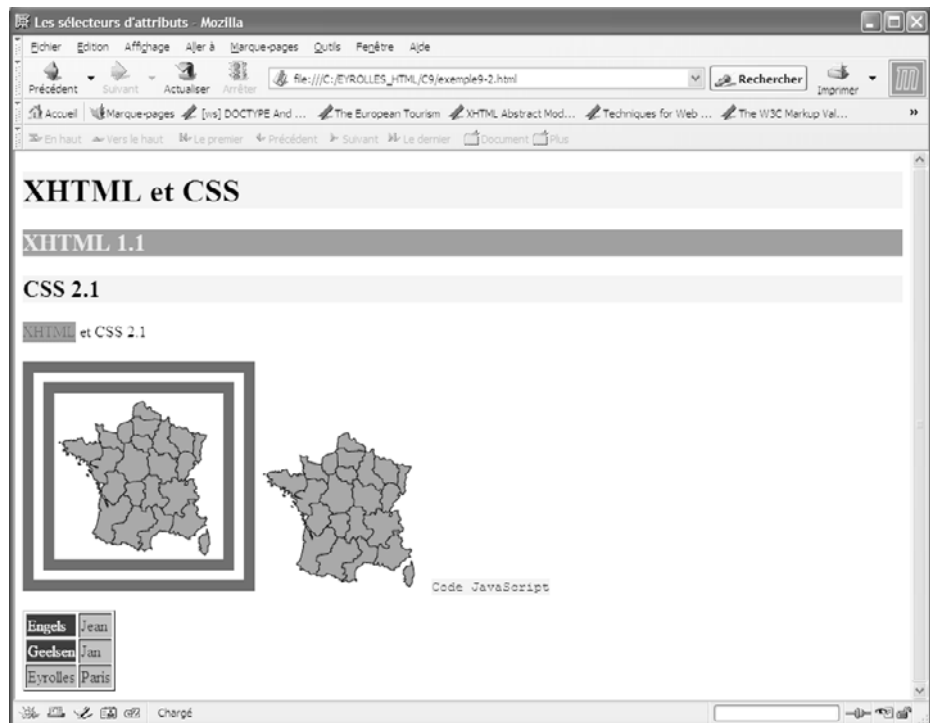 Les sélecteurs d'attributs - Mozilla
Fichier Edition Affichage Aller à Marque-pages Outils Fenêtre Aide
Précédent Suivant Actualiser Arrêter file:///C:/EYROLLES_HTML/C9/exemple9-2.html Rechercher Imprimer
Accueil Marque-pages [ws] DOCTYPE And ... The European Tourism XHTML Abstract Mod... Techniques for Web ... The W3C Markup Val...
En haut Vers le haut Le premier Précédent Suivant Le dernier Document Plus
XHTML et CSS
XHTML 1.1
CSS 2.1
XHTML et CSS 2.1
Code JavaScript
Engels Jean
Geelsen Jan
Eyrolles Paris
Chargé